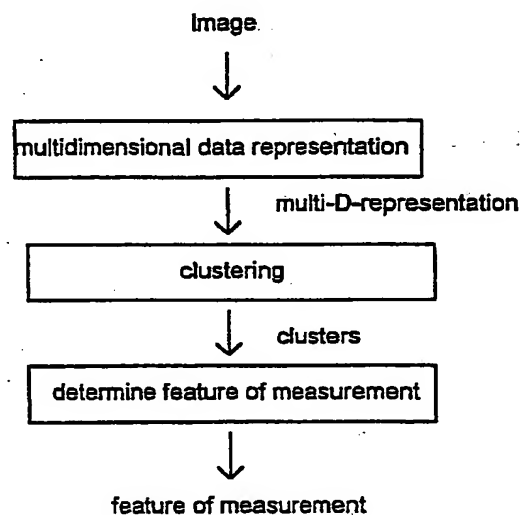 Image
multidimensional data representation
multi-D-representation
clustering
clusters
determine feature of measurement
feature of measurement